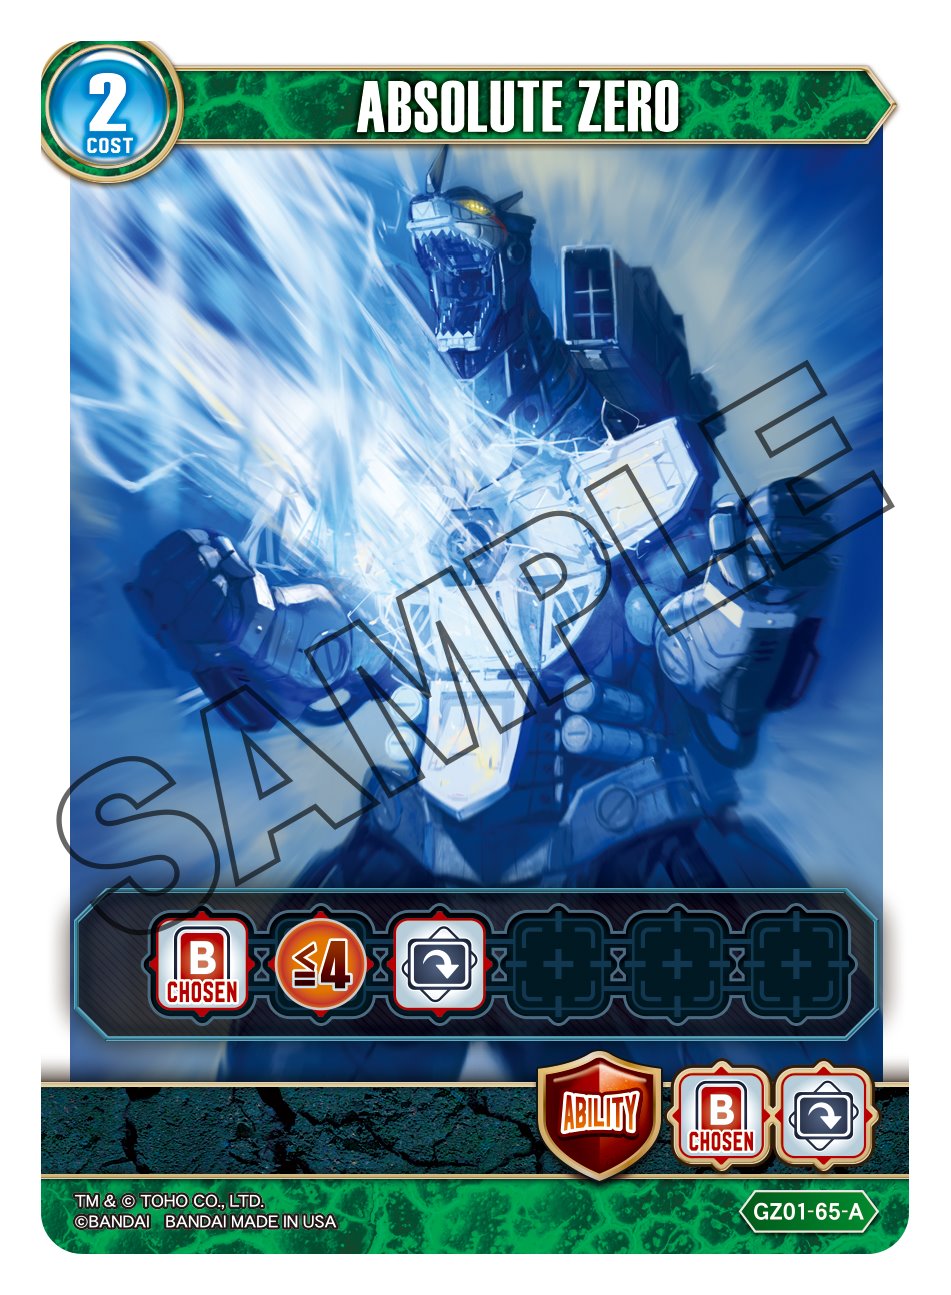 2
COST
ABSOLUTE ZERO
SAMPLE
B
CHOSEN
≦4
ABILITY
B
CHOSEN
TM & © TOHO CO., LTD.
©BANDAI BANDAI MADE IN USA
GZ01-65-A